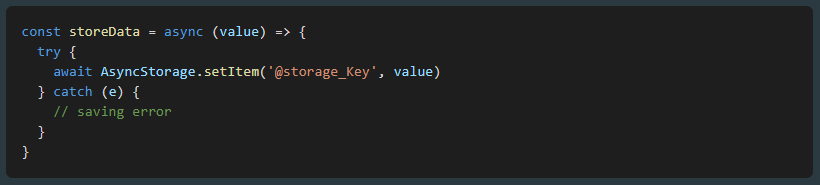 const storeData = async (value) => {
  try {
    await AsyncStorage.setItem('@storage_Key', value)
  } catch (e) {
    // saving error
  }
}